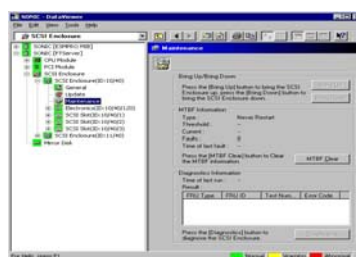 SONIC - DataViewer
File Edit View Tools Help
SCSI Enclosure
SONIC [ESMPRO MIB]
SONIC [FTServer]
CPU Module
PCI Module
SCSI Enclosure
SCSI Enclosure(ID:10/40)
General
Update
Maintenance
Electronics(ID:10/40/120)
SCSI Slot(ID:10/40/1)
SCSI Slot(ID:10/40/2)
SCSI Slot(ID:10/40/3)
SCSI Enclosure(ID:11/40)
Mirror Disk
Maintenance
Bring Up/Bring Down
Press the [Bring Up] button to bring the SCSI
Enclosure up, press the [Bring Down] button to
bring the SCSI Enclosure down.
MTBF Information
Type : Never Restart
Threshold : -
Current : -
Faults : 0
Time of last fault : -
Press the [MTBF Clear] button to Clear
the MTBF information.
MTBF Clear
Diagnostics Information
Time of last run : -
Result :
FRU Type FRU ID Test Num. Error Code
Press the [Diagnostics] button to
diagnose the SCSI Enclosure.
For Help, press F1
Normal Warning Abnormal